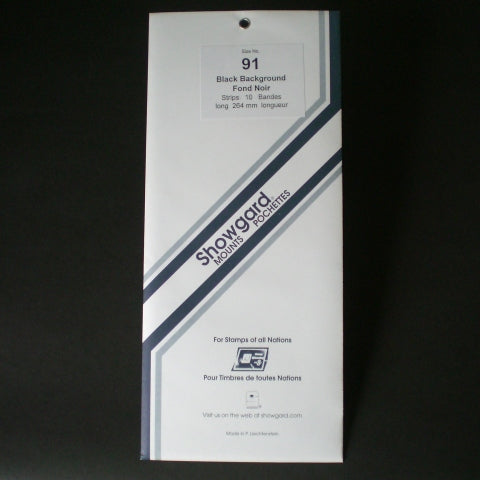 Size No.
91
Black Background
Fond Noir
Strips 10 Bandes
long 264 mm longueur
Showgard®
MOUNTS POCHETTES
For Stamps of all Nations
Pour Timbres de toutes Nations
Visit us on the web at showgard.com
Made in P. Liechtenstein